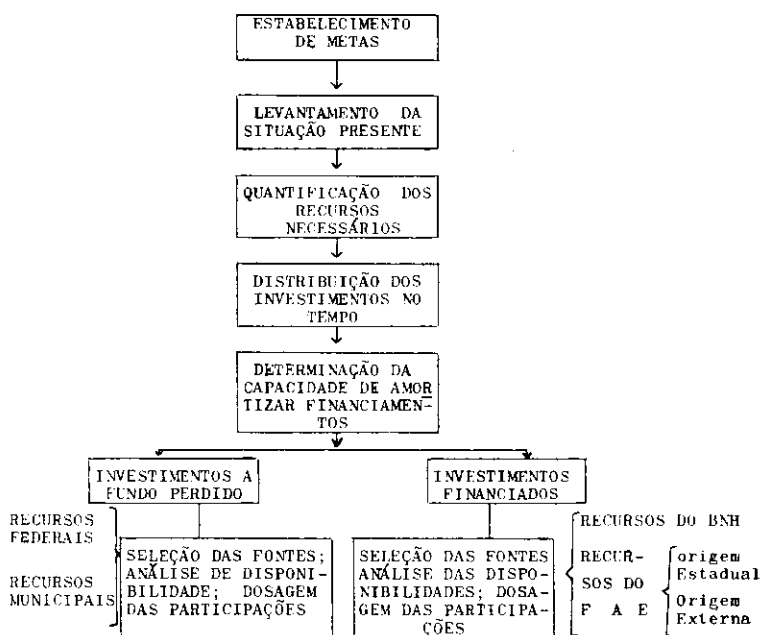 ESTABELECIMENTO
DE METAS
LEVANTAMENTO DA
SITUAÇÃO PRESENTE
QUANTIFICAÇÃO DOS
RECURSOS
NECESSÁRIOS
DISTRIBUIÇÃO DOS
INVESTIMENTOS NO
TEMPO
DETERMINAÇÃO DA
CAPACIDADE DE AMOR
TIZAR FINANCIAMEN-
TOS
INVESTIMENTOS A
FUNDO PERDIDO
INVESTIMENTOS
FINANCIADOS
RECURSOS
FEDERAIS
RECURSOS
MUNICIPAIS
SELEÇÃO DAS FONTES;
ANÁLISE DE DISPONI-
BILIDADE; DOSAGEM
DAS PARTICIPAÇÕES
SELEÇÃO DAS FONTES
ANÁLISE DAS DISPO-
NIBILIDADES; DOSA-
GEM DAS PARTICIPA-
ÇÕES
RECURSOS DO BNH
RECUR-
SOS DO
F A E
origem
Estadual
Origem
Externa